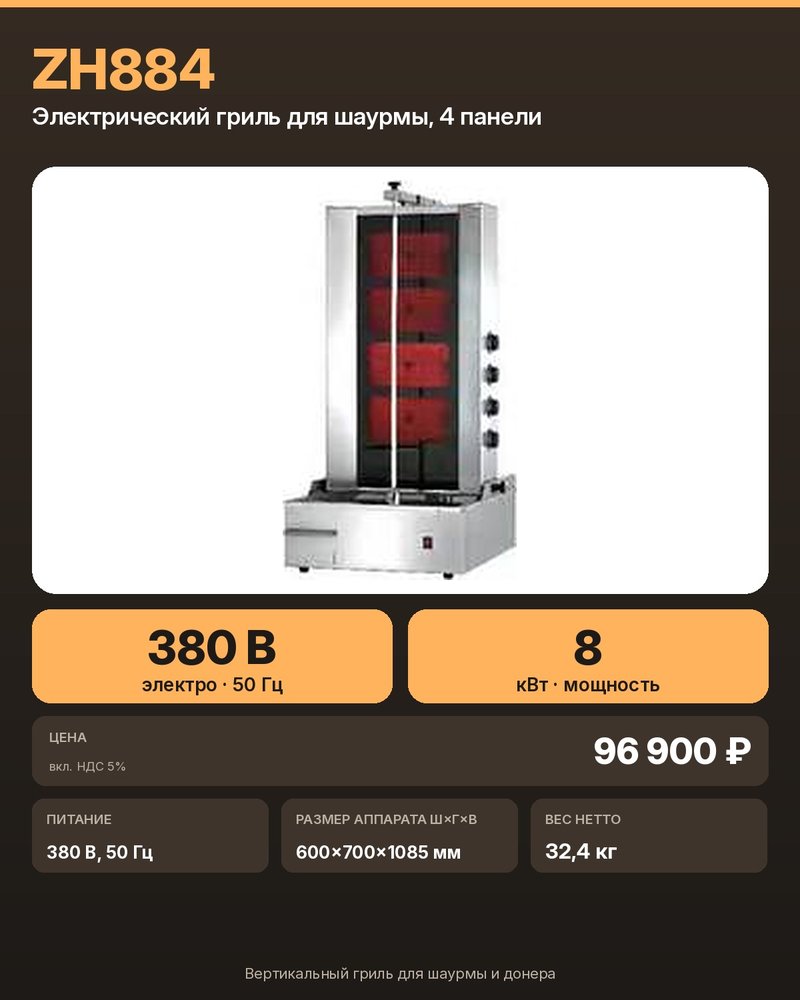 ZH884
Электрический гриль для шаурмы, 4 панели
380 В
электро · 50 Гц
8
кВт · мощность
ЦЕНА
вкл. НДС 5%
96 900 ₽
ПИТАНИЕ
380 В, 50 Гц
РАЗМЕР АППАРАТА Ш×Г×В
600×700×1085 мм
ВЕС НЕТТО
32,4 кг
Вертикальный гриль для шаурмы и донера